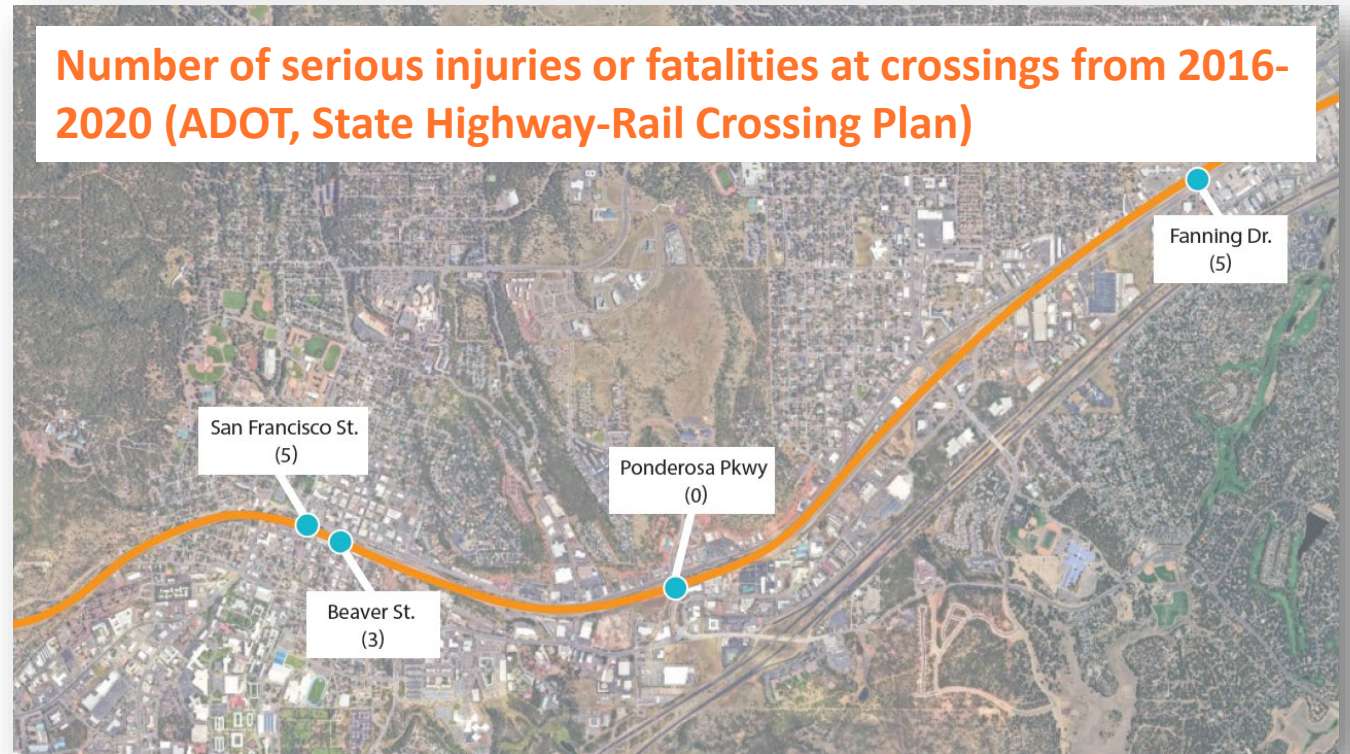 Number of serious injuries or fatalities at crossings from 2016-
2020 (ADOT, State Highway-Rail Crossing Plan)
Fanning Dr.
(5)
San Francisco St.
(5)
Ponderosa Pkwy
(0)
Beaver St.
(3)